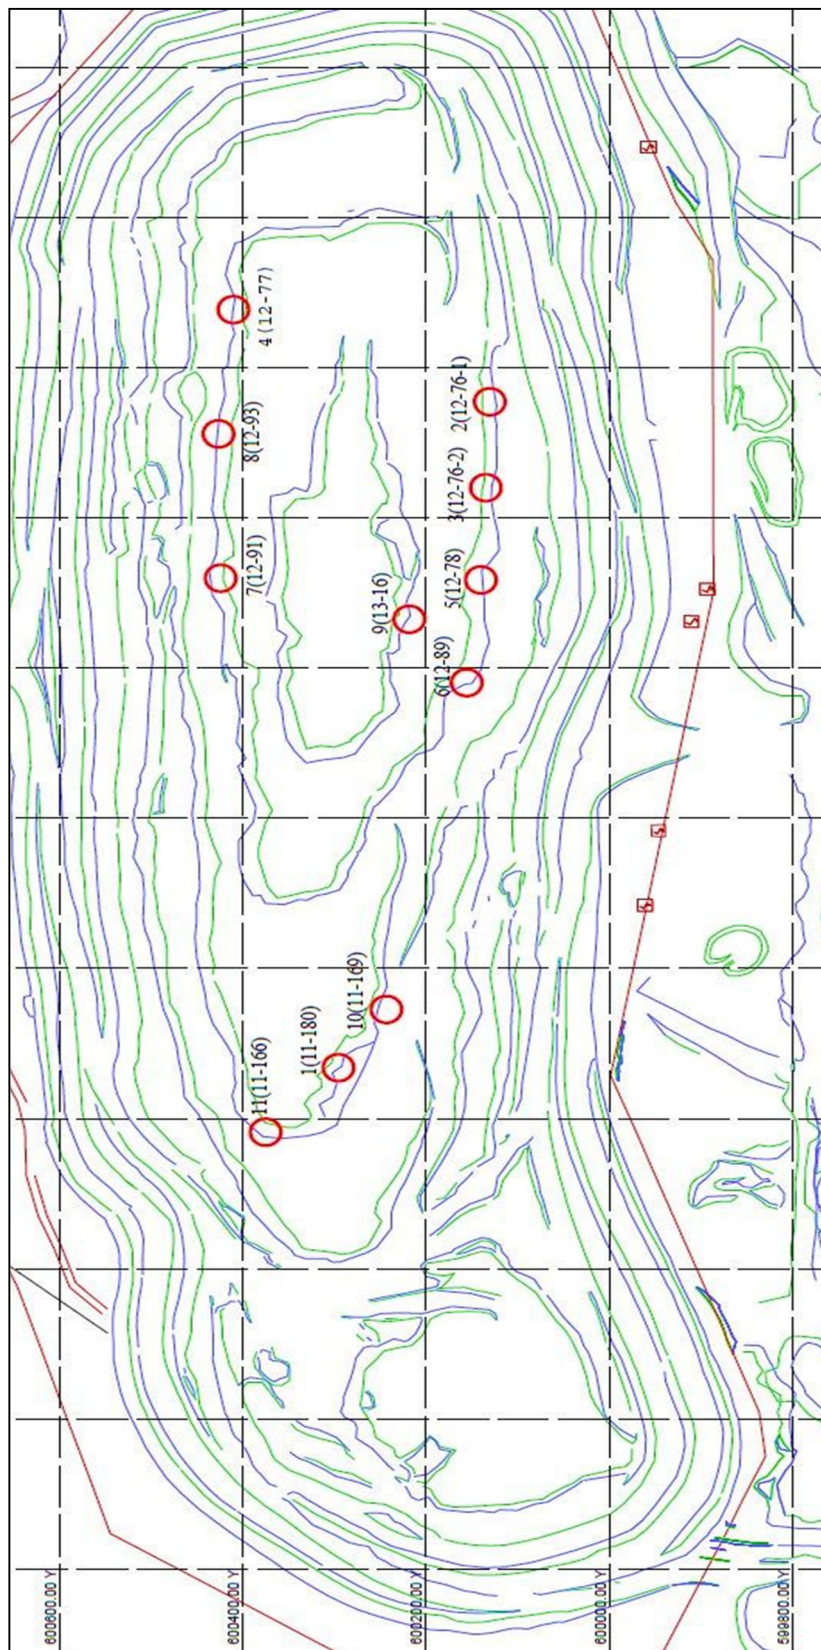 4 (12-77)
2(12-76-1)
8(12-93)
3(12-76-2)
7(12-91)
5(12-78)
9(13-16)
6(12-89)
10(11-169)
1(11-180)
11(11-166)
600600.00 Y
600400.00 Y
600200.00 Y
600000.00 Y
599800.00 Y